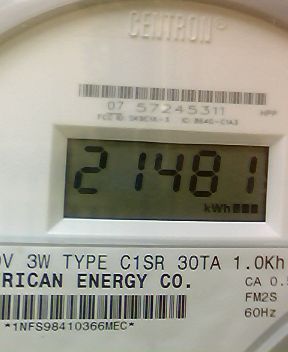 CENTRON®
07 57245311 HPP
21481
kWh
V 3W TYPE C1SR 30TA 1.0Kh
RICAN ENERGY CO. CA 0.5
FM2S
*1NFS98410366MEC* 60Hz